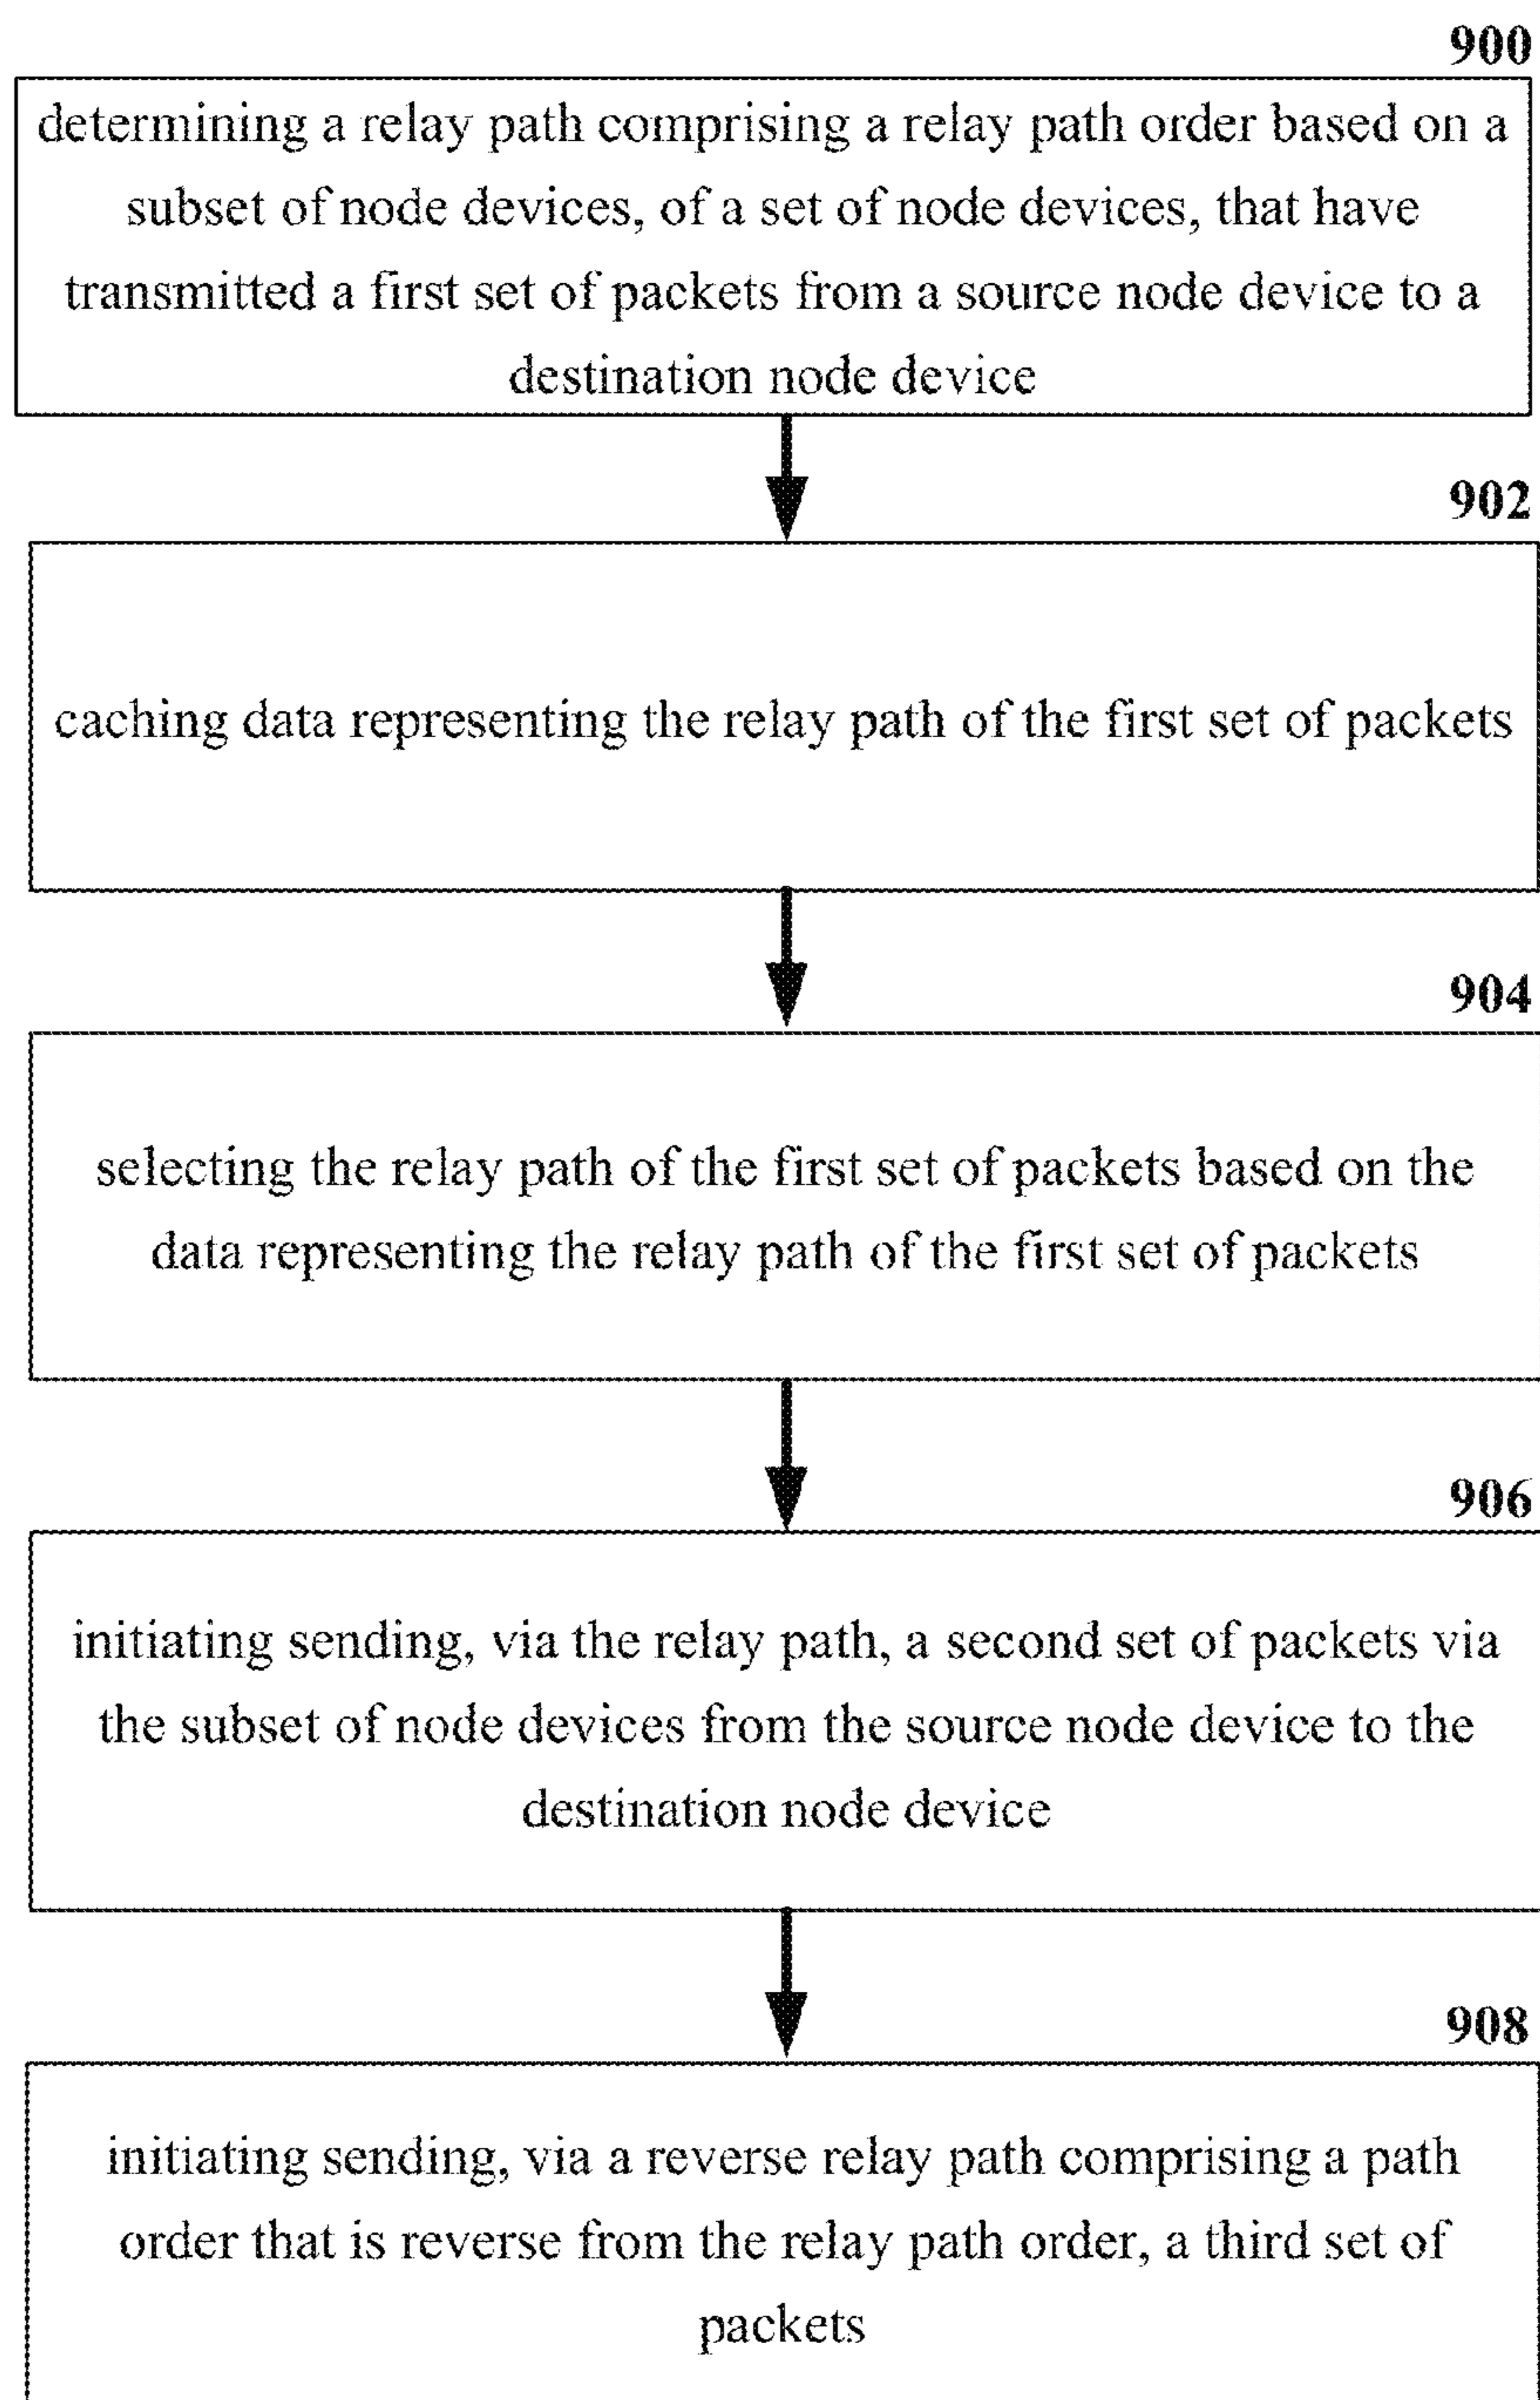 900
determining a relay path comprising a relay path order based on a
subset of node devices, of a set of node devices, that have
transmitted a first set of packets from a source node device to a
destination node device
902
caching data representing the relay path of the first set of packets
904
selecting the relay path of the first set of packets based on the
data representing the relay path of the first set of packets
906
initiating sending, via the relay path, a second set of packets via
the subset of node devices from the source node device to the
destination node device
908
initiating sending, via a reverse relay path comprising a path
order that is reverse from the relay path order, a third set of
packets